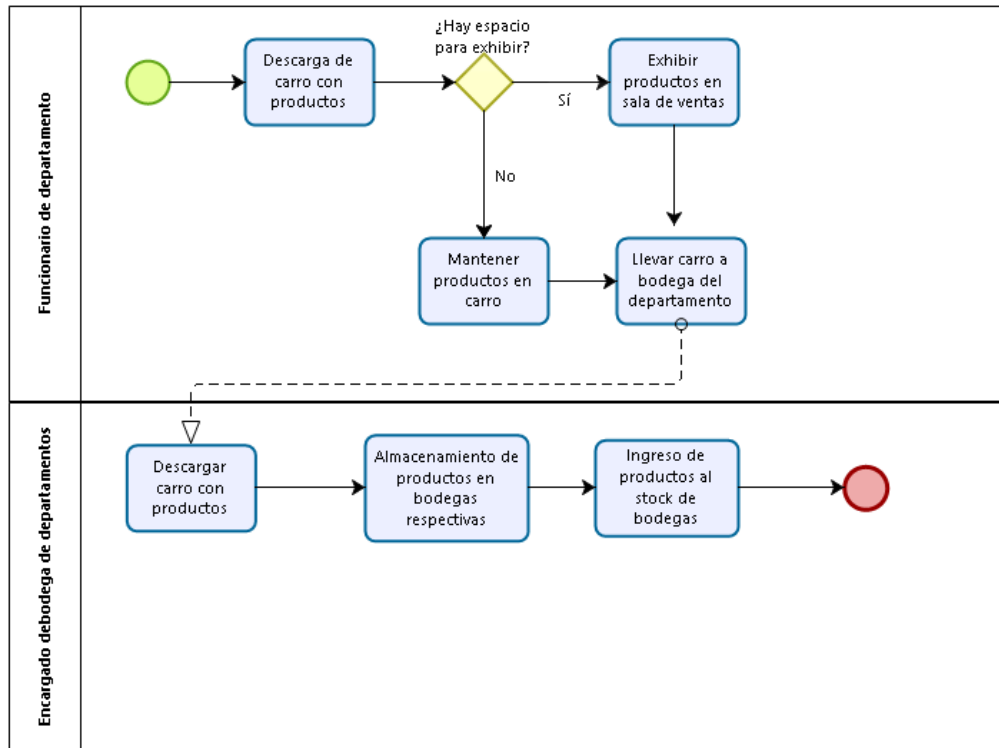 Funcionario de departamento
¿Hay espacio
para exhibir?
Descarga de
carro con
productos
Sí
Exhibir
productos en
sala de ventas
No
Mantener
productos en
carro
Llevar carro a
bodega del
departamento
Encargado debodega de departamentos
Descargar
carro con
productos
Almacenamiento de
productos en
bodegas
respectivas
Ingreso de
productos al
stock de
bodegas